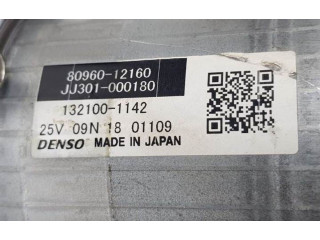 80960-12160
JJ301-000180
132100-1142
25V 09N 18 01109
DENSO MADE IN JAPAN